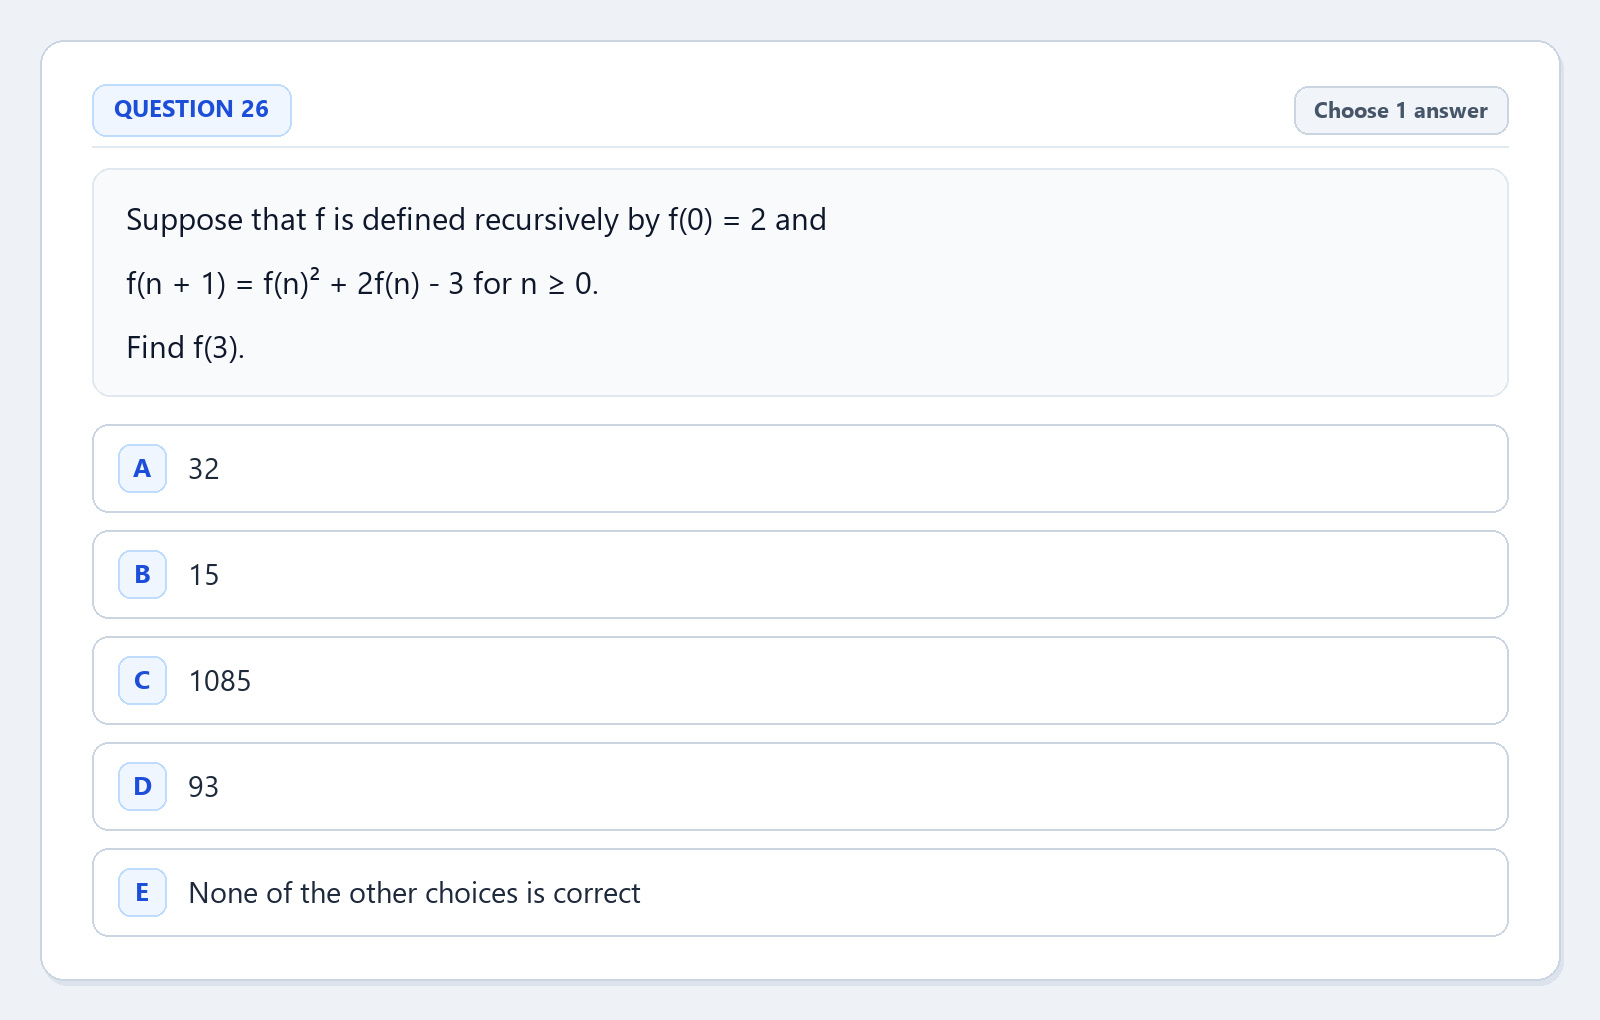 QUESTION 26
Choose 1 answer
Suppose that f is defined recursively by f(0) = 2 and
f(n + 1) = f(n)² + 2f(n) - 3 for n ≥ 0.
Find f(3).
A 32
B 15
C 1085
D 93
E None of the other choices is correct